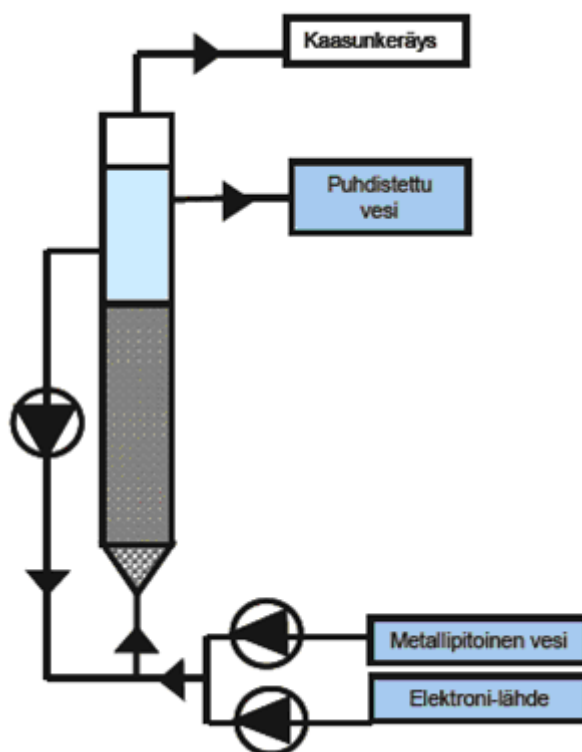 Kaasunkeräys
Puhdistettu
vesi
Metallipitoinen vesi
Elektroni-lähde